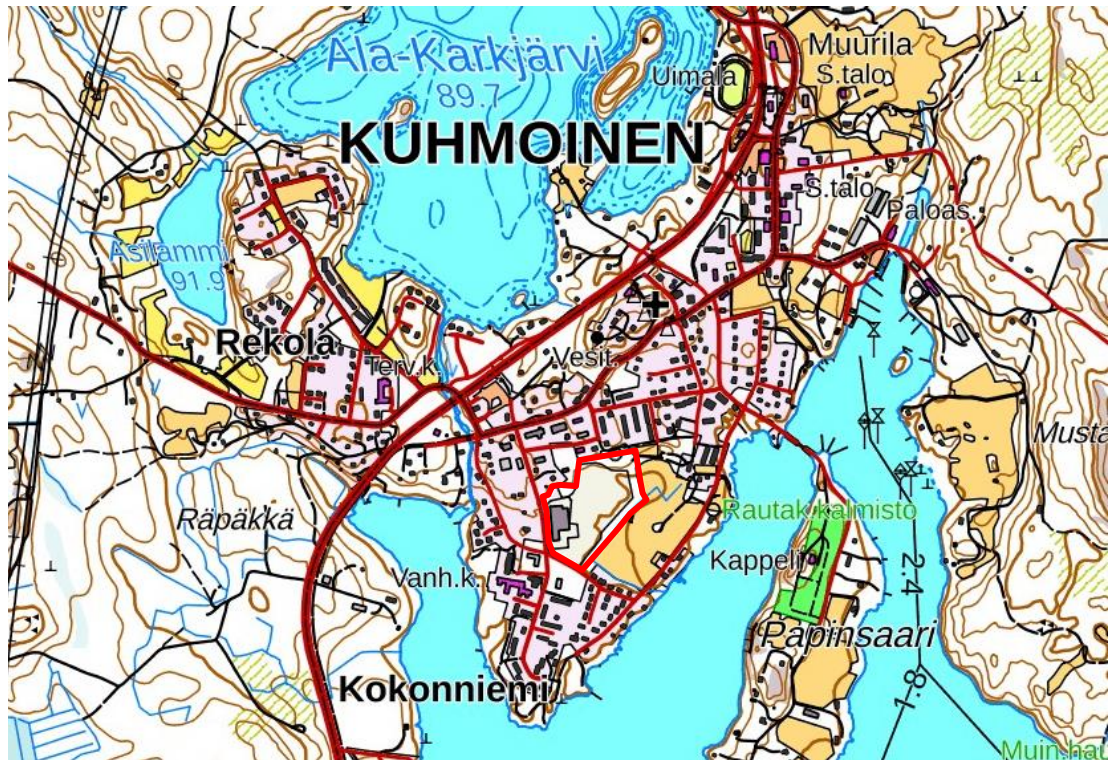 Ala-Karkjärvi
89.7
Uimala
Muurila
S.talo
KUHMOINEN
S.talo
Paloas.
Asilammi
91.9
Rekola
Terv.k.
Vesit.
Musta
Räpäkkä
Rautak.kalmisto
Kappeli
2.4
Vanh.k.
Papinsaari
Kokonniemi
1.8
Muin.hau